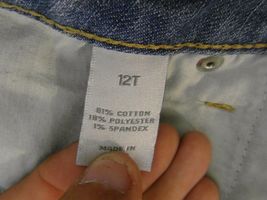 12T
81% COTTON
18% POLYESTER
1% SPANDEX
MADE IN